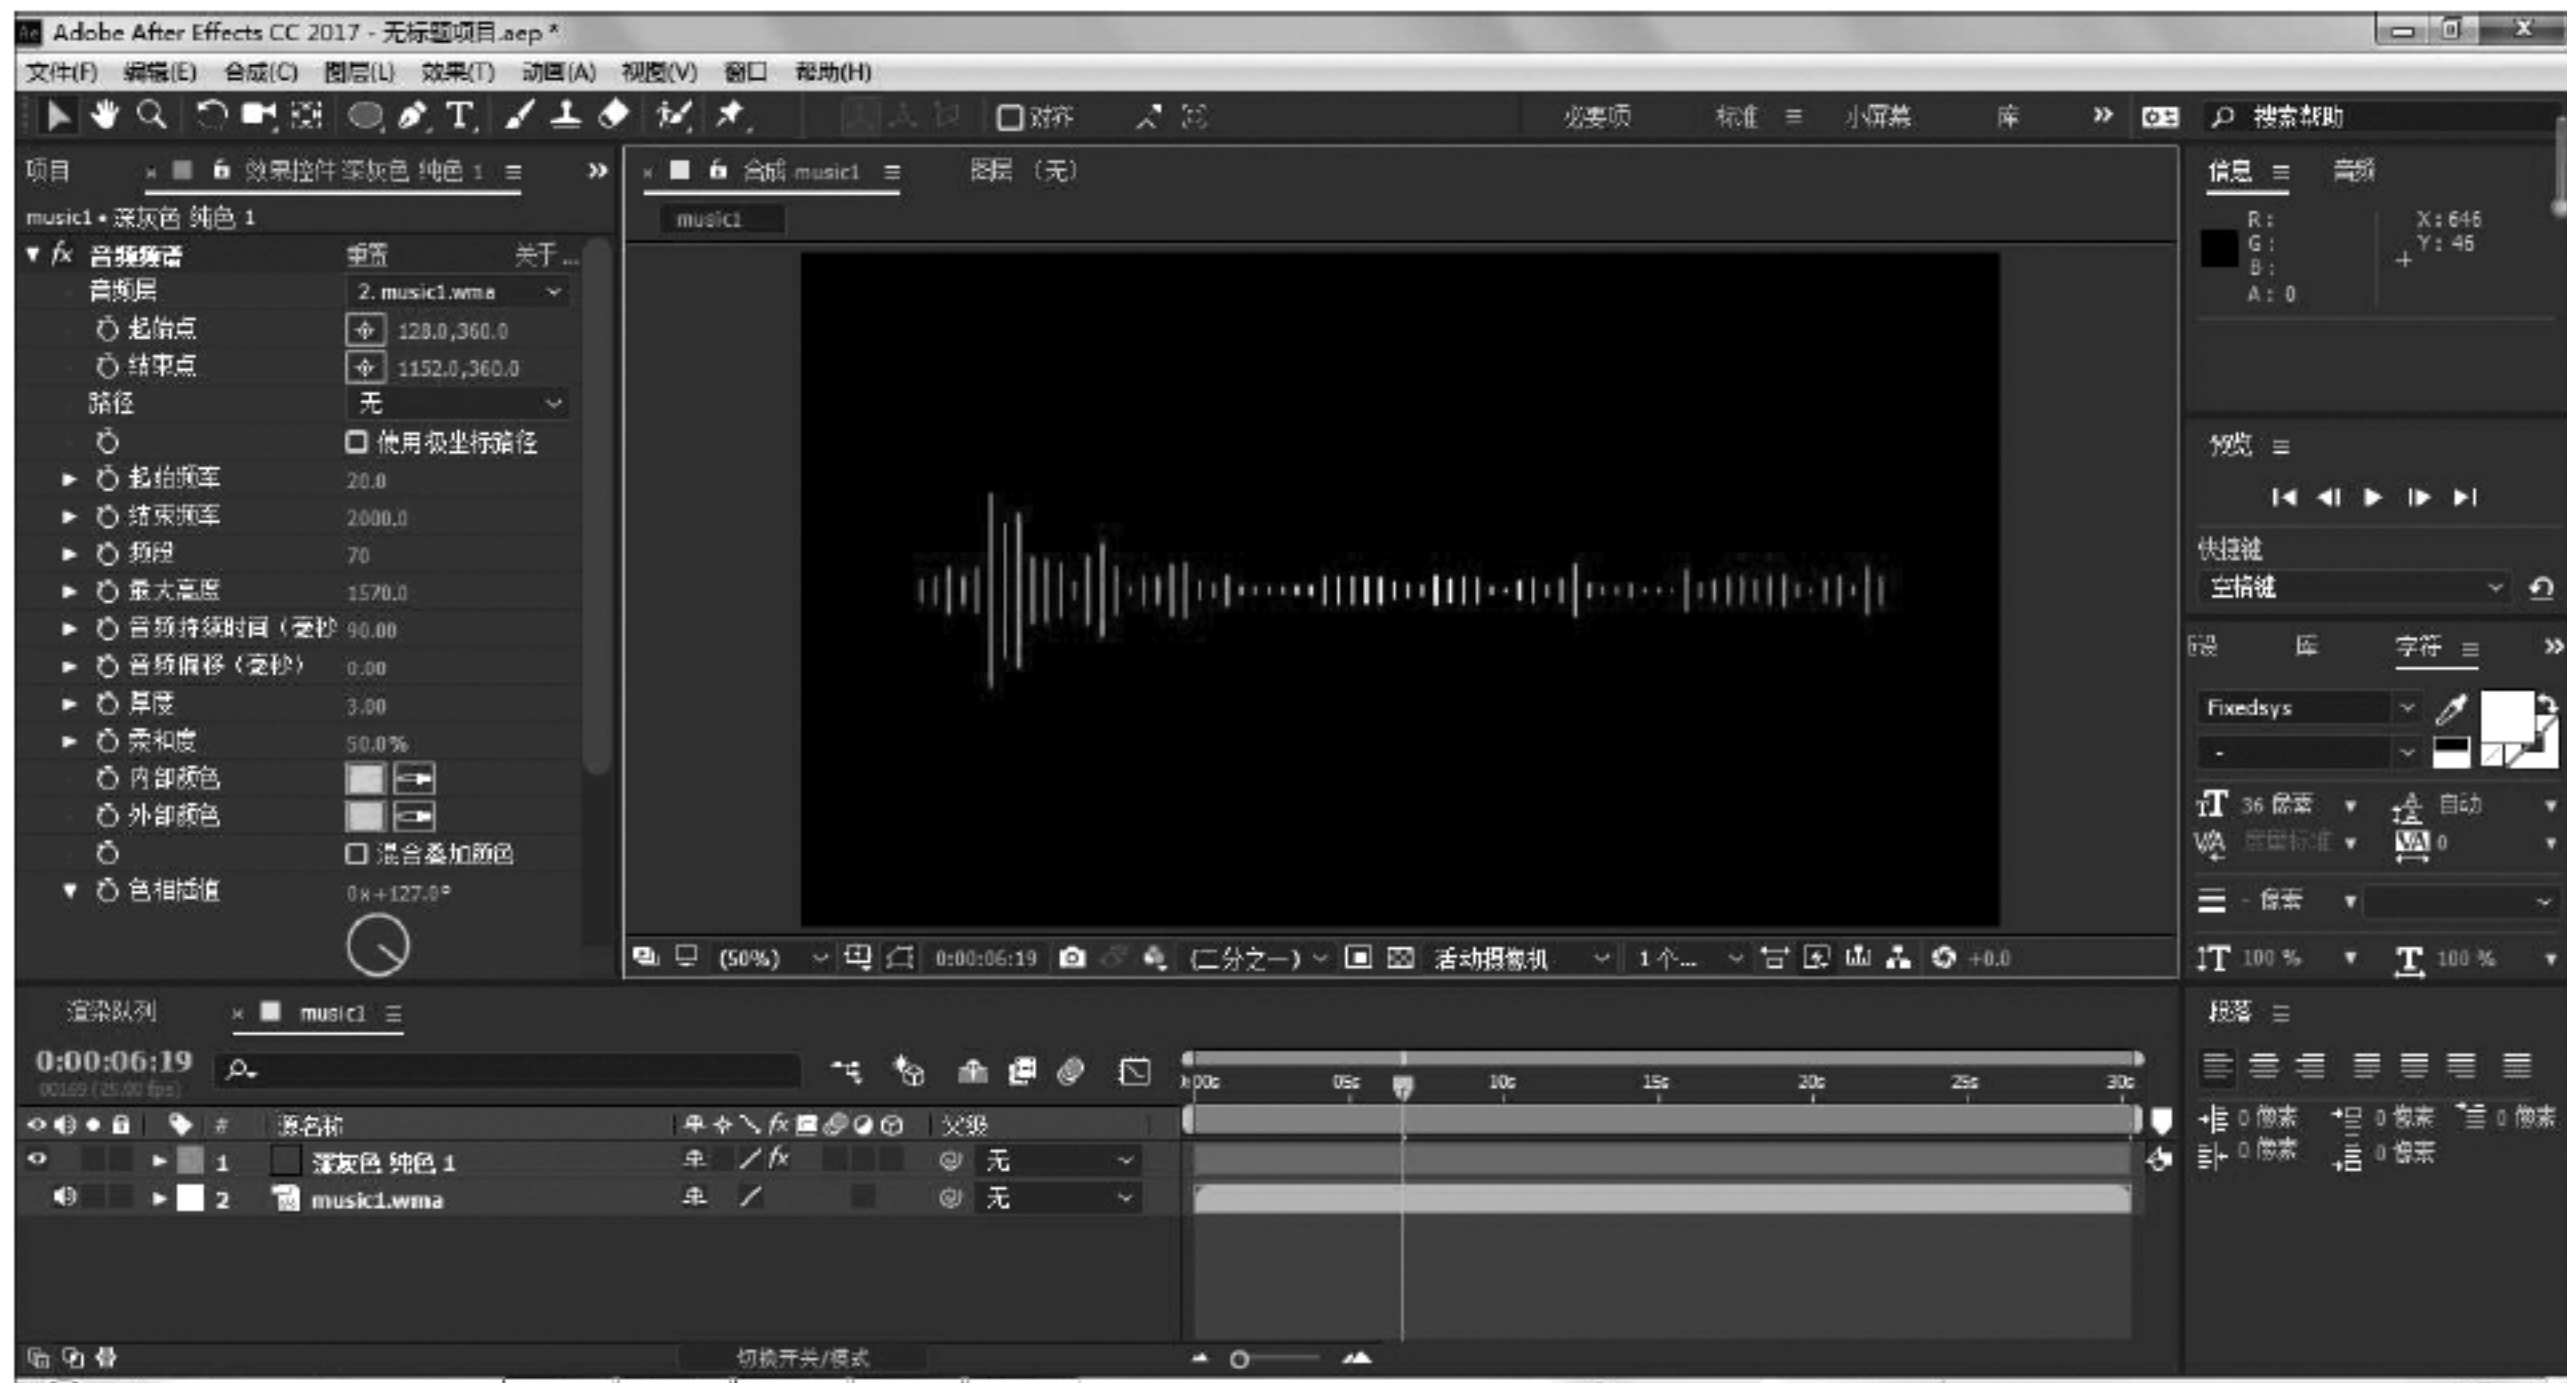 Ae Adobe After Effects CC 2017 - 无标题项目.aep *
文件(F) 编辑(E) 合成(C) 图层(L) 效果(T) 动画(A) 视图(V) 窗口 帮助(H)
对齐 必要项 标准 小屏幕 库 搜索帮助
项目 效果控件 深灰色 纯色 1
music1 • 深灰色 纯色 1
fx 音频频谱 重置 关于...
音频层 2. music1.wma
起始点 128.0,360.0
结束点 1152.0,360.0
路径 无
使用极坐标路径
起始频率 20.0
结束频率 2000.0
频段 70
最大高度 1570.0
音频持续时间（毫秒 90.00
音频偏移（毫秒） 0.00
厚度 3.00
柔和度 50.0%
内部颜色
外部颜色
混合叠加颜色
色相插值 0x+127.0°
合成 music1 图层 （无）
music1
(50%) 0:00:06:19 (二分之一) 活动摄像机 1个... +0.0
信息 音频
R: X:646
G: Y: 46
B:
A: 0
预览
快捷键
空格键
库 字符
Fixedsys
-
36 像素 自动
度量标准 0
- 像素
100 % 100 %
段落
0 像素 0 像素 0 像素
0 像素 0 像素
渲染队列 music1
0:00:06:19
00169 (25.00 fps)
:00s 05s 10s 15s 20s 25s 30s
# 源名称 fx 父级
1 深灰色 纯色 1 fx 无
2 music1.wma 无
切换开关/模式